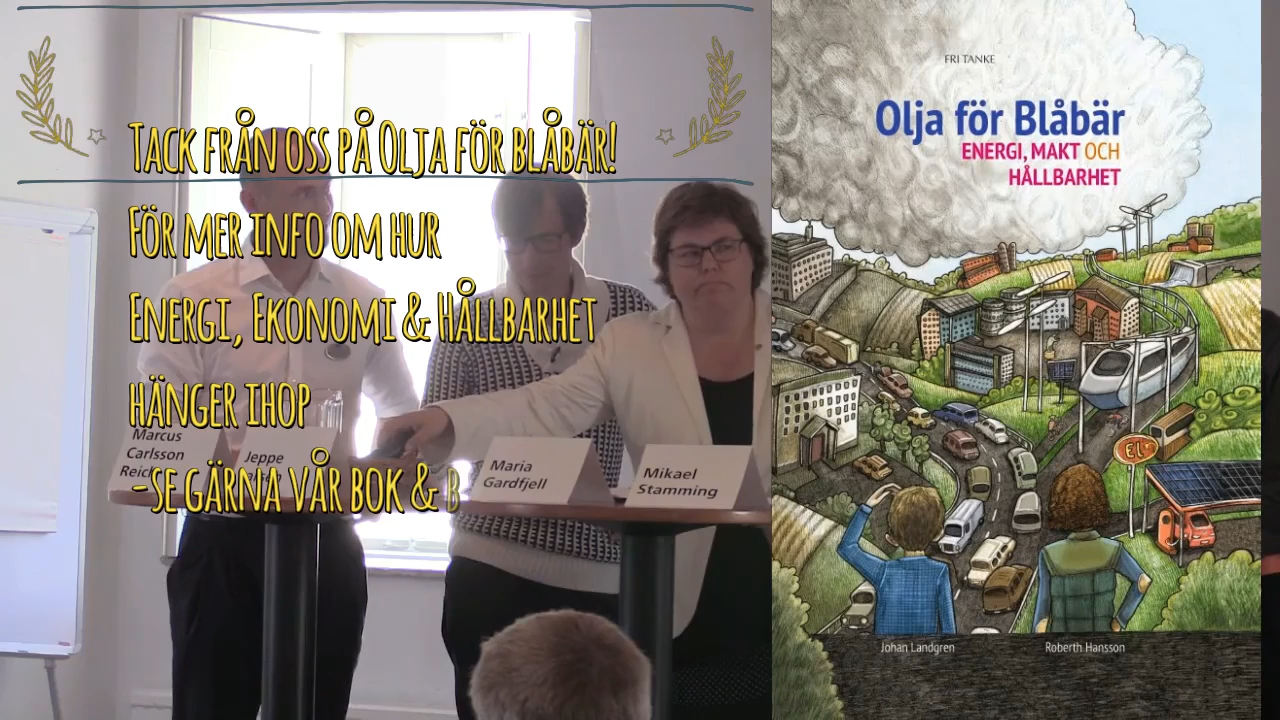 Tack från oss på Olja för blåbär!
För mer info om hur
Energi, Ekonomi & Hållbarhet
hänger ihop
-se gärna vår bok & b
Marcus
Carlsson
Jeppe
Maria
Gardfjell
Mikael
Stamming
FRI TANKE
Olja för Blåbär
ENERGI, MAKT OCH
HÅLLBARHET
EL
Johan Landgren
Roberth Hansson